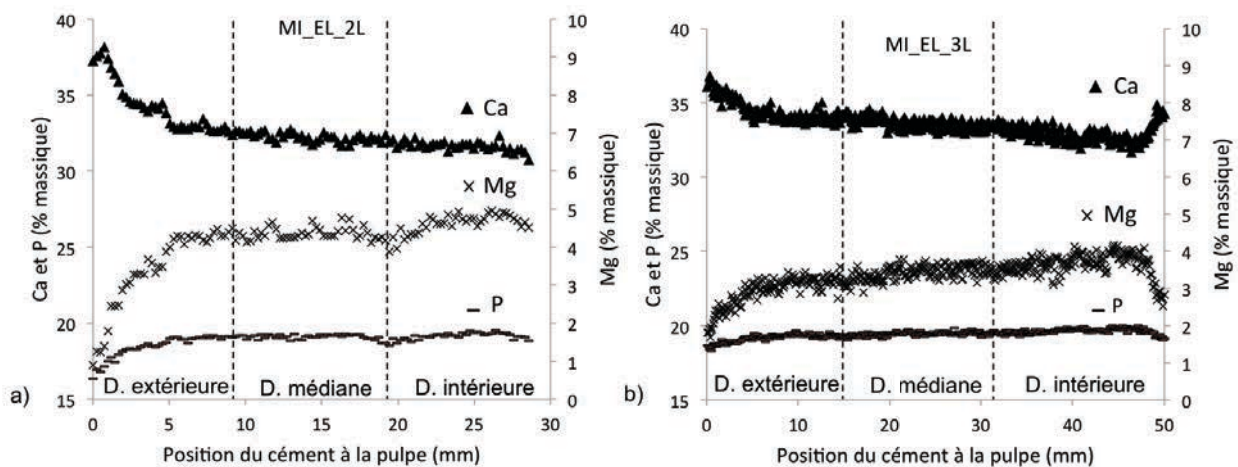 MI_EL_2L
40
35
30
25
20
15
Ca et P (% massique)
10
9
8
7
6
5
4
3
2
1
0
Mg (% massique)
Ca
Mg
P
D. extérieure
D. médiane
D. intérieure
a)
0
5
10
15
20
25
30
Position du cément à la pulpe (mm)
MI_EL_3L
40
35
30
25
20
15
Ca et P (% massique)
10
9
8
7
6
5
4
3
2
1
0
Mg (% massique)
Ca
Mg
P
D. extérieure
D. médiane
D. intérieure
b)
0
10
20
30
40
50
Position du cément à la pulpe (mm)